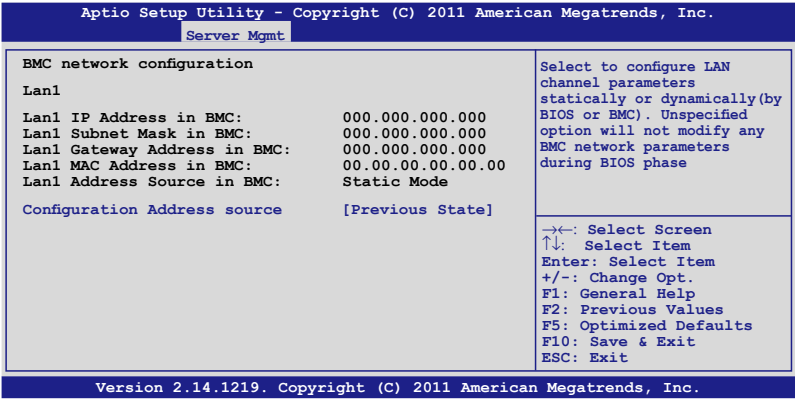 Aptio Setup Utility - Copyright (C) 2011 American Megatrends, Inc.
Server Mgmt
BMC network configuration
Lan1
Lan1 IP Address in BMC: 000.000.000.000
Lan1 Subnet Mask in BMC: 000.000.000.000
Lan1 Gateway Address in BMC: 000.000.000.000
Lan1 MAC Address in BMC: 00.00.00.00.00.00
Lan1 Address Source in BMC: Static Mode
Configuration Address source [Previous State]
Select to configure LAN
channel parameters
statically or dynamically(by
BIOS or BMC). Unspecified
option will not modify any
BMC network parameters
during BIOS phase
→←: Select Screen
↑↓: Select Item
Enter: Select Item
+/-: Change Opt.
F1: General Help
F2: Previous Values
F5: Optimized Defaults
F10: Save & Exit
ESC: Exit
Version 2.14.1219. Copyright (C) 2011 American Megatrends, Inc.